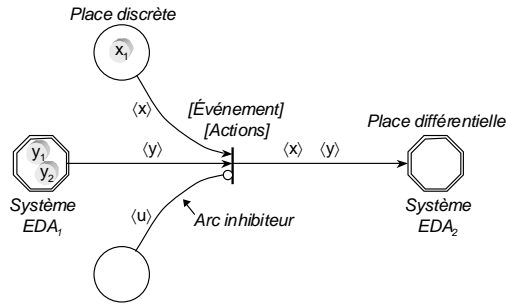 Place discrète
x₁
⟨x⟩
[Événement]
[Actions]
Place différentielle
y₁
y₂
⟨y⟩
⟨x⟩ ⟨y⟩
Système
EDA₁
⟨u⟩
Arc inhibiteur
Système
EDA₂